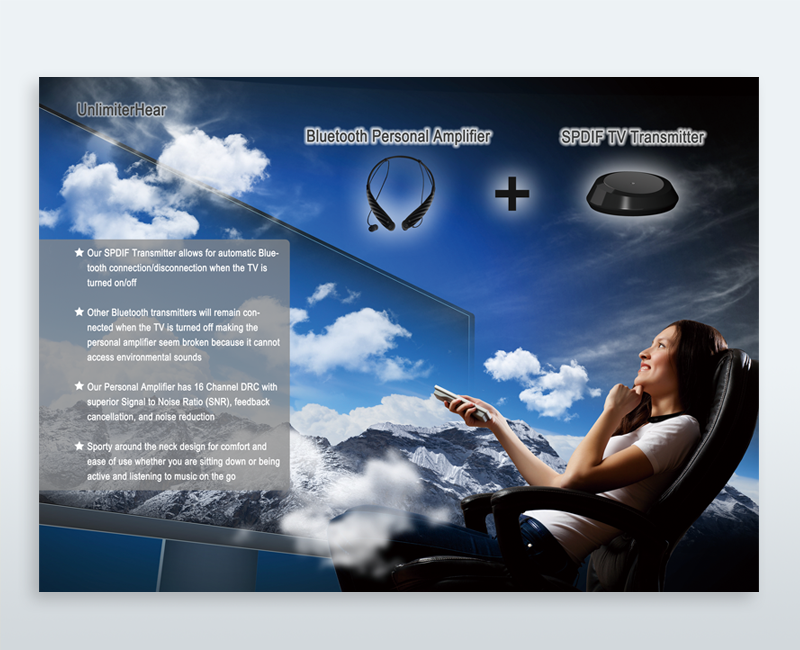 UnlimiterHear
Bluetooth Personal Amplifier
SPDIF TV Transmitter
Our SPDIF Transmitter allows for automatic Blue-
tooth connection/disconnection when the TV is
turned on/off
Other Bluetooth transmitters will remain con-
nected when the TV is turned off making the
personal amplifier seem broken because it cannot
access environmental sounds
Our Personal Amplifier has 16 Channel DRC with
superior Signal to Noise Ratio (SNR), feedback
cancellation, and noise reduction
Sporty around the neck design for comfort and
ease of use whether you are sitting down or being
active and listening to music on the go